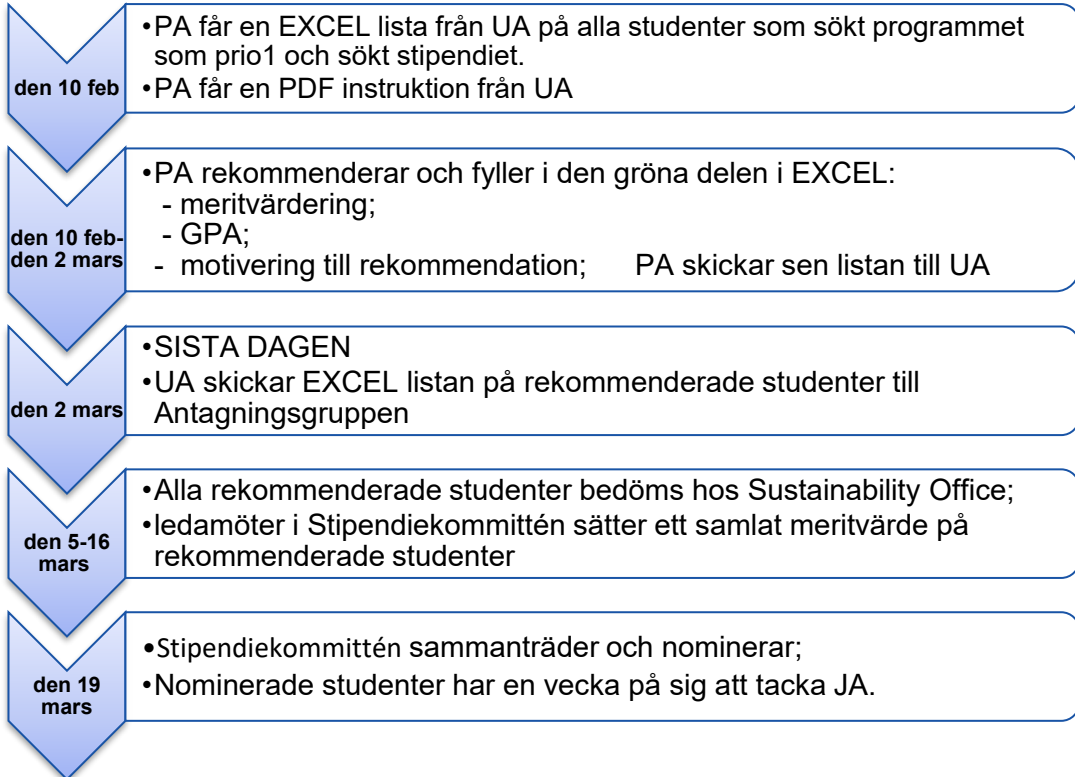 den 10 feb
•PA får en EXCEL lista från UA på alla studenter som sökt programmet
som prio1 och sökt stipendiet.
•PA får en PDF instruktion från UA
den 10 feb-
den 2 mars
•PA rekommenderar och fyller i den gröna delen i EXCEL:
- meritvärdering;
- GPA;
- motivering till rekommendation; PA skickar sen listan till UA
den 2 mars
•SISTA DAGEN
•UA skickar EXCEL listan på rekommenderade studenter till
Antagningsgruppen
den 5-16
mars
•Alla rekommenderade studenter bedöms hos Sustainability Office;
•ledamöter i Stipendiekommittén sätter ett samlat meritvärde på
rekommenderade studenter
den 19
mars
•Stipendiekommittén sammanträder och nominerar;
•Nominerade studenter har en vecka på sig att tacka JA.